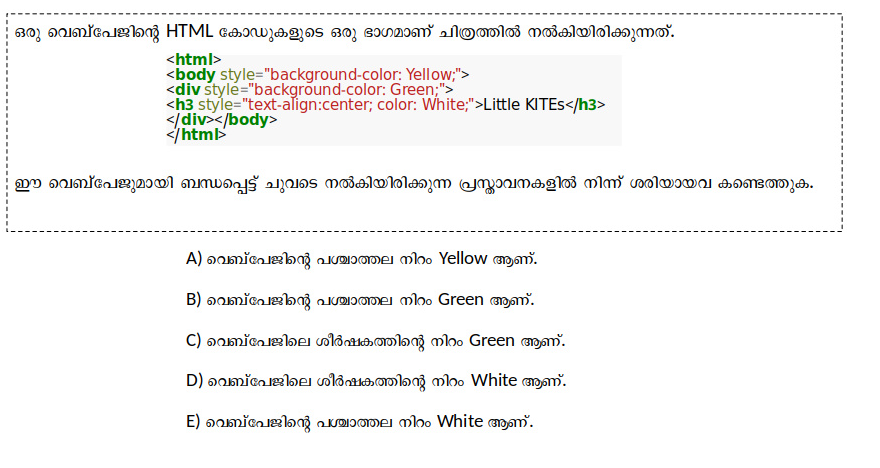 ഒരു വെബ്പേജിന്റെ HTML കോഡുകളുടെ ഒരു ഭാഗമാണ് ചിത്രത്തിൽ നൽകിയിരിക്കുന്നത്.
<html>
<body style="background-color: Yellow;">
<div style="background-color: Green;">
<h3 style="text-align:center; color: White;">Little KITEs</h3>
</div></body>
</html>
ഈ വെബ്പേജുമായി ബന്ധപ്പെട്ട് ചുവടെ നൽകിയിരിക്കുന്ന പ്രസ്താവനകളിൽ നിന്ന് ശരിയായവ കണ്ടെത്തുക.
A) വെബ്പേജിന്റെ പശ്ചാത്തല നിറം Yellow ആണ്.
B) വെബ്പേജിന്റെ പശ്ചാത്തല നിറം Green ആണ്.
C) വെബ്പേജിലെ ശീർഷകത്തിന്റെ നിറം Green ആണ്.
D) വെബ്പേജിലെ ശീർഷകത്തിന്റെ നിറം White ആണ്.
E) വെബ്പേജിന്റെ പശ്ചാത്തല നിറം White ആണ്.